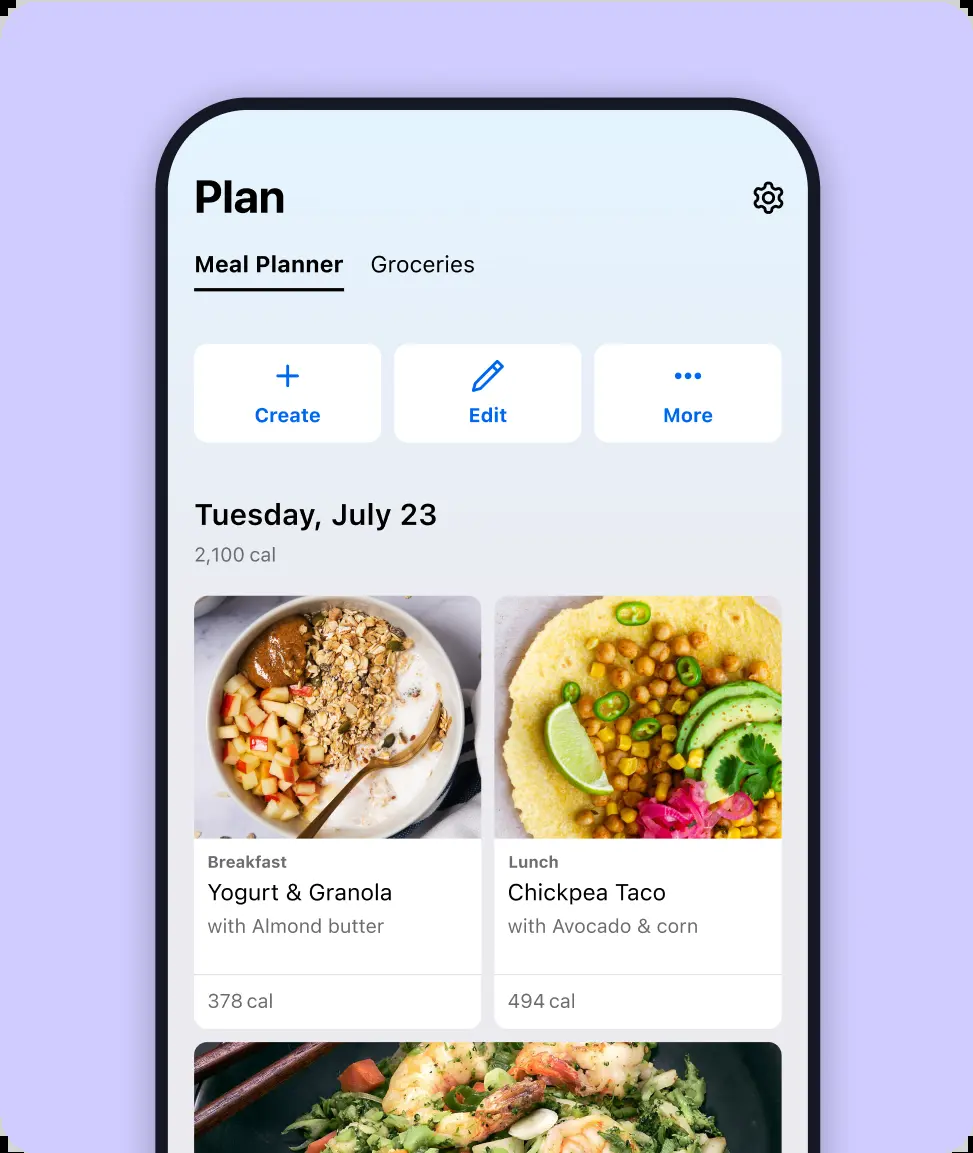 Plan
Meal Planner
Groceries
Create
Edit
More
Tuesday, July 23
2,100 cal
Breakfast
Yogurt & Granola
with Almond butter
378 cal
Lunch
Chickpea Taco
with Avocado & corn
494 cal